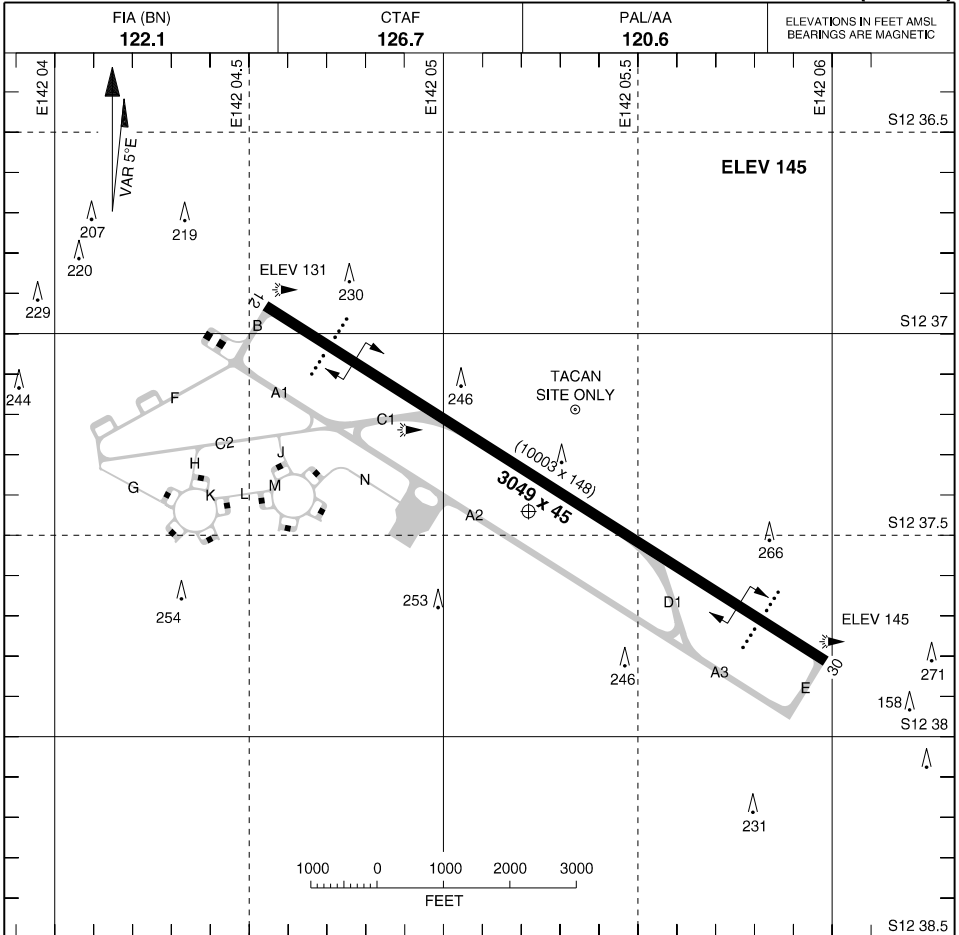 FIA (BN)
122.1
CTAF
126.7
PAL/AA
120.6
ELEVATIONS IN FEET AMSL
BEARINGS ARE MAGNETIC
E142 04
E142 04.5
E142 05
E142 05.5
E142 06
S12 36.5
VAR 5°E
ELEV 145
207
219
220
229
ELEV 131
230
12
B
S12 37
244
F
A1
246
TACAN
SITE ONLY
C1
C2
J
(10003 x 148)
3049 x 45
H
G
K
L
M
N
A2
S12 37.5
266
254
253
D1
ELEV 145
246
A3
30
E
271
158
S12 38
231
1000
0
1000
2000
3000
FEET
S12 38.5